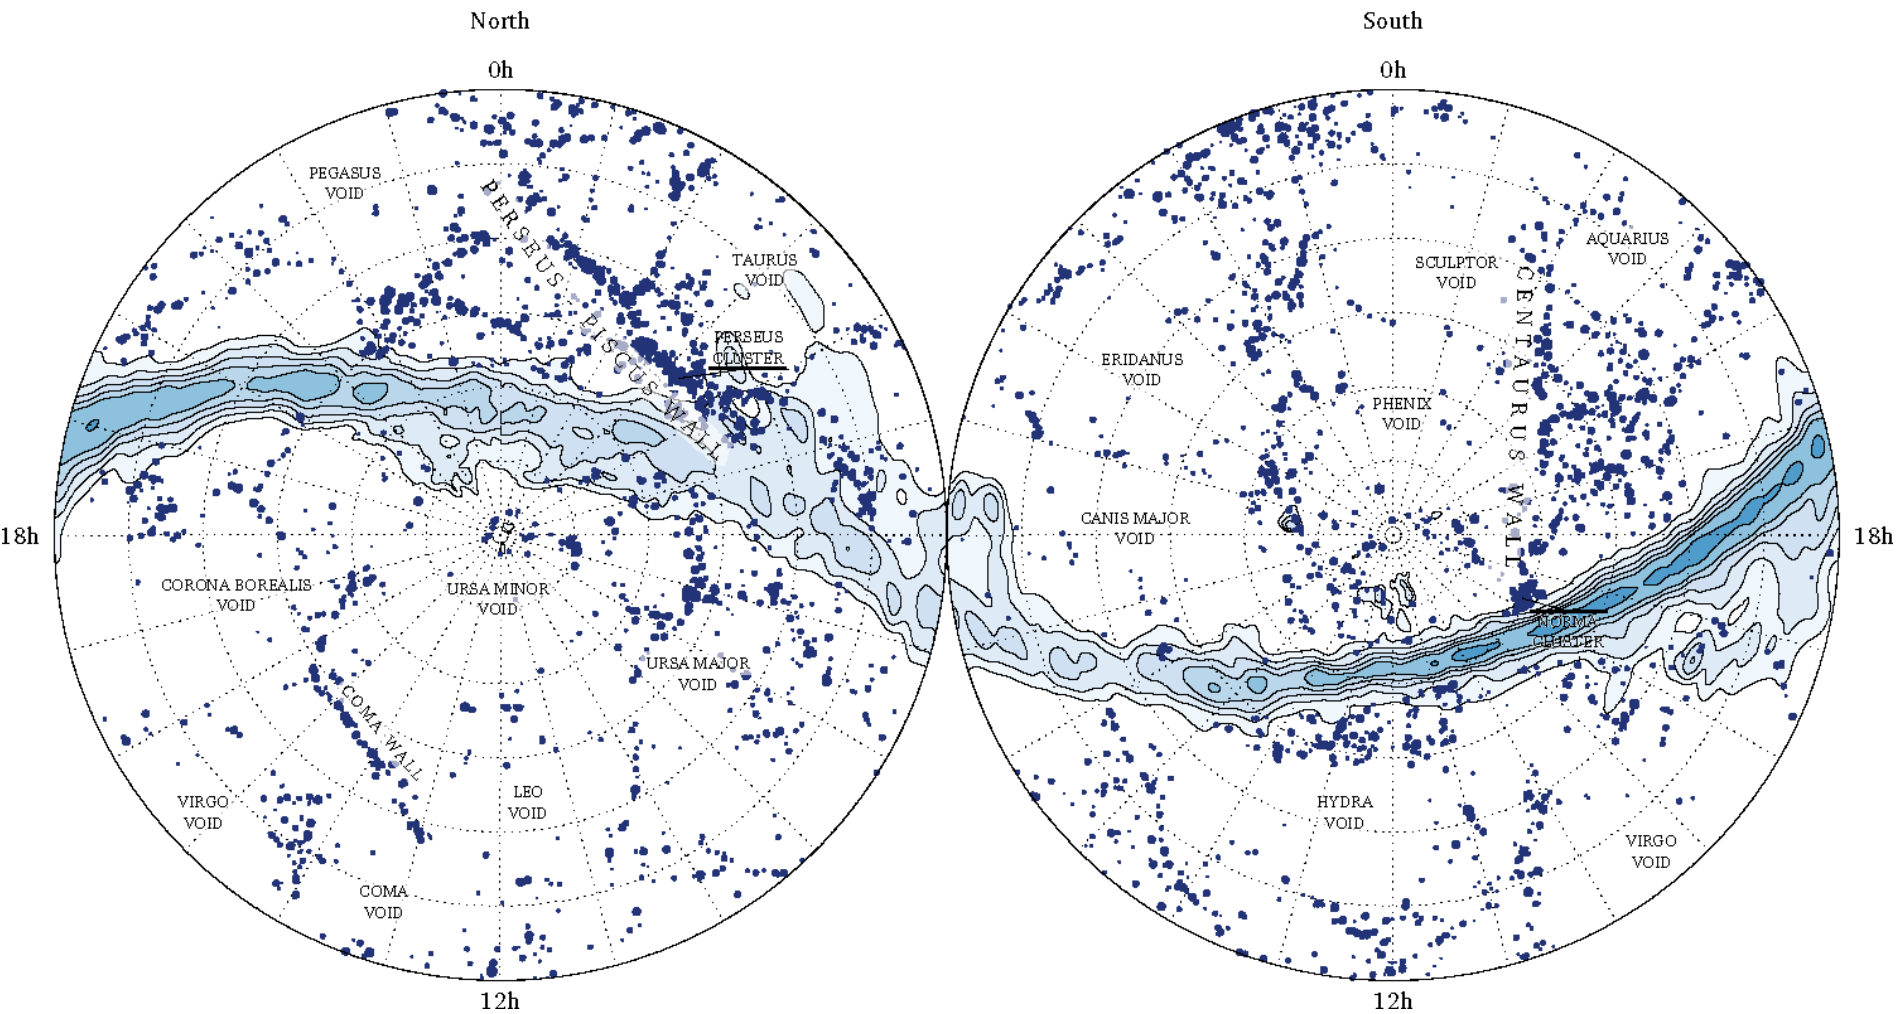 North
South
0h
0h
PEGASUS
VOID
PERSEUS - PISCUS WALL
TAURUS
VOID
PERSEUS
CLUSTER
18h
CORONA BOREALIS
VOID
URSA MINOR
VOID
URSA MAJOR
VOID
COMA WALL
VIRGO
VOID
LEO
VOID
COMA
VOID
12h
AQUARIUS
VOID
SCULPTOR
VOID
CENTAURUS WALL
ERIDANUS
VOID
PHENIX
VOID
CANIS MAJOR
VOID
18h
NORMA
CLUSTER
HYDRA
VOID
VIRGO
VOID
12h